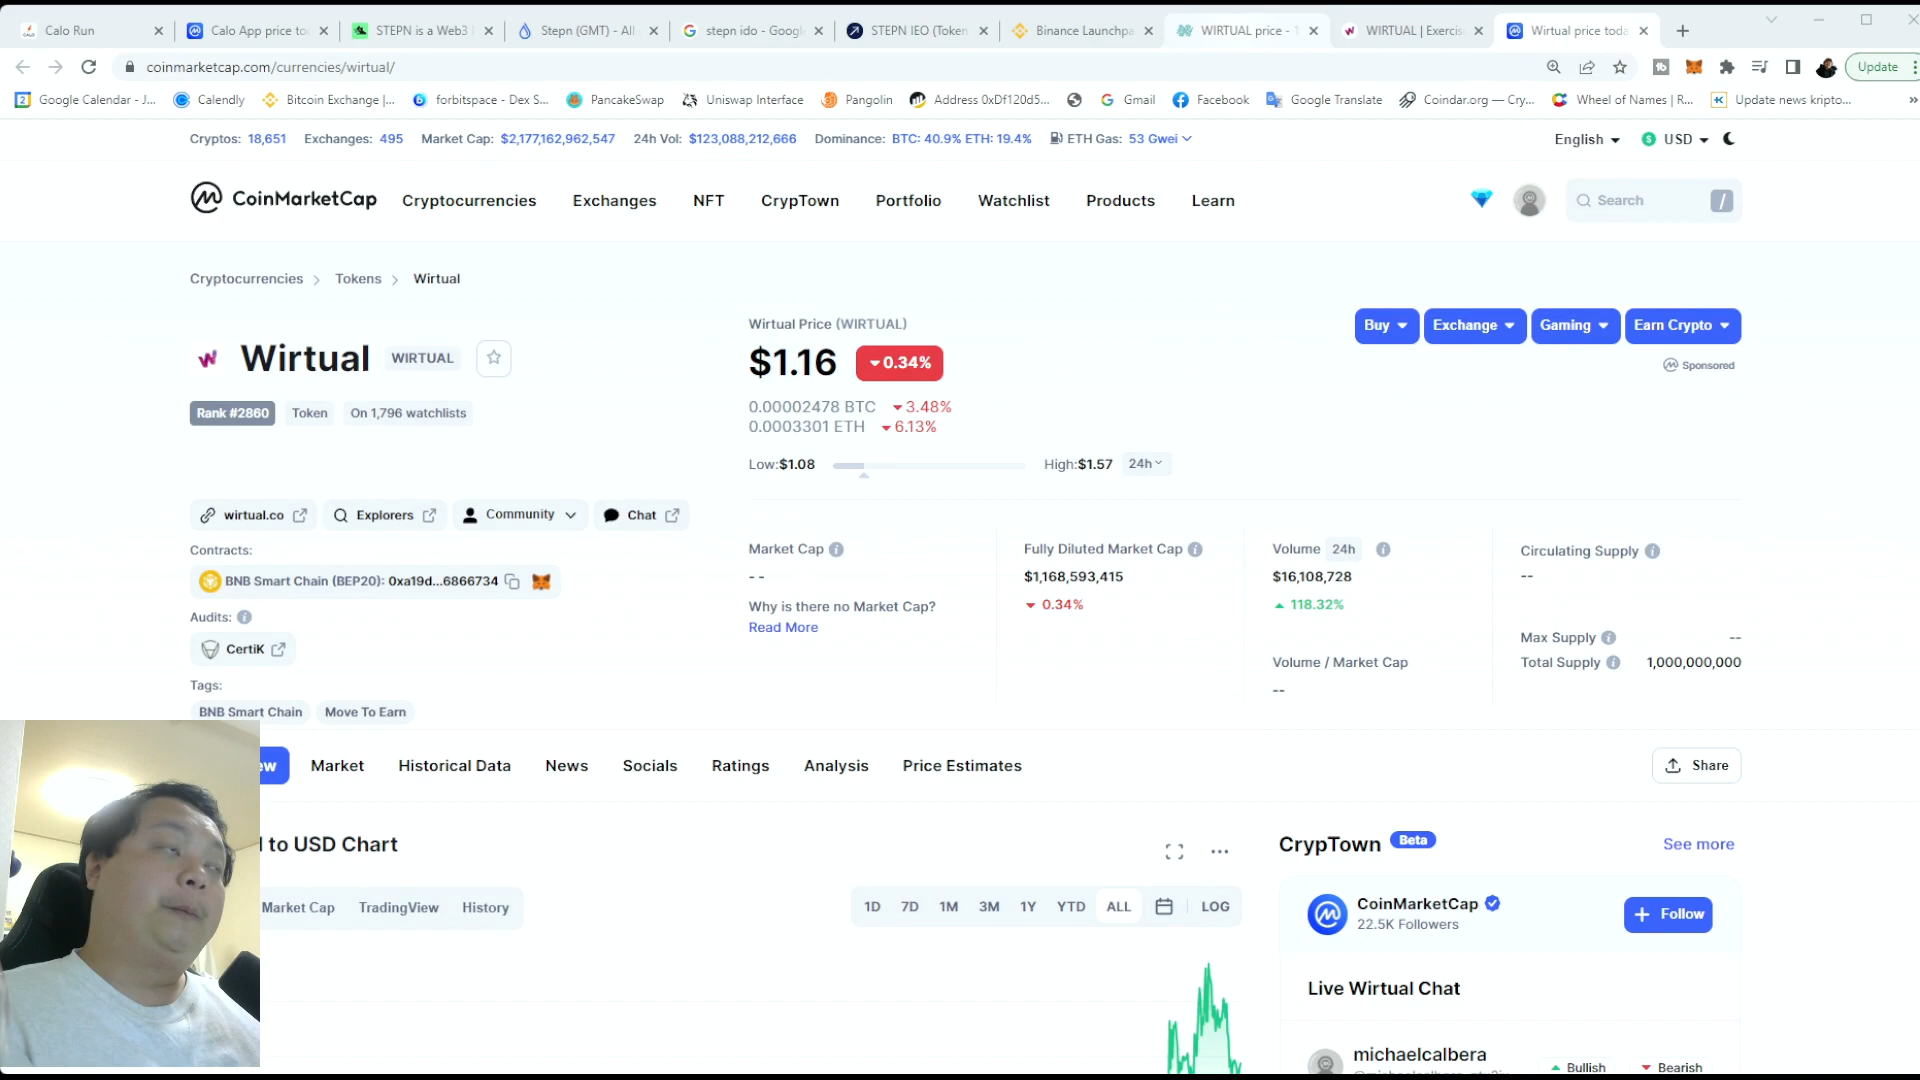 Calo Run
Calo App price to
STEPN is a Web3
Stepn (GMT) - All
stepn ido - Googl
STEPN IEO (Token
Binance Launchpa
WIRTUAL price -
WIRTUAL | Exercis
Wirtual price toda
coinmarketcap.com/currencies/wirtual/
Update
Google Calendar - J...
Calendly
Bitcoin Exchange |...
forbitspace - Dex S...
PancakeSwap
Uniswap Interface
Pangolin
Address 0xDf120d5...
Gmail
Facebook
Google Translate
Coindar.org — Cry...
Wheel of Names | R...
Update news kripto...
Cryptos: 18,651 Exchanges: 495 Market Cap: $2,177,162,962,547 24h Vol: $123,088,212,666 Dominance: BTC: 40.9% ETH: 19.4% ETH Gas: 53 Gwei
English USD
CoinMarketCap Cryptocurrencies Exchanges NFT CrypTown Portfolio Watchlist Products Learn
Search /
Cryptocurrencies > Tokens > Wirtual
Wirtual WIRTUAL
Rank #2860 Token On 1,796 watchlists
Wirtual Price (WIRTUAL)
$1.16 0.34%
0.00002478 BTC 3.48%
0.0003301 ETH 6.13%
Low:$1.08 High:$1.57 24h
Buy Exchange Gaming Earn Crypto
Sponsored
wirtual.co Explorers Community Chat
Contracts:
BNB Smart Chain (BEP20): 0xa19d...6866734
Audits:
CertiK
Tags:
BNB Smart Chain Move To Earn
Market Cap
- -
Why is there no Market Cap?
Read More
Fully Diluted Market Cap
$1,168,593,415
0.34%
Volume 24h
$16,108,728
118.32%
Volume / Market Cap
--
Circulating Supply
--
Max Supply --
Total Supply 1,000,000,000
ew Market Historical Data News Socials Ratings Analysis Price Estimates
Share
l to USD Chart
Market Cap TradingView History
1D 7D 1M 3M 1Y YTD ALL LOG
CrypTown Beta See more
CoinMarketCap
22.5K Followers
+ Follow
Live Wirtual Chat
michaelcalbera
Bullish Bearish